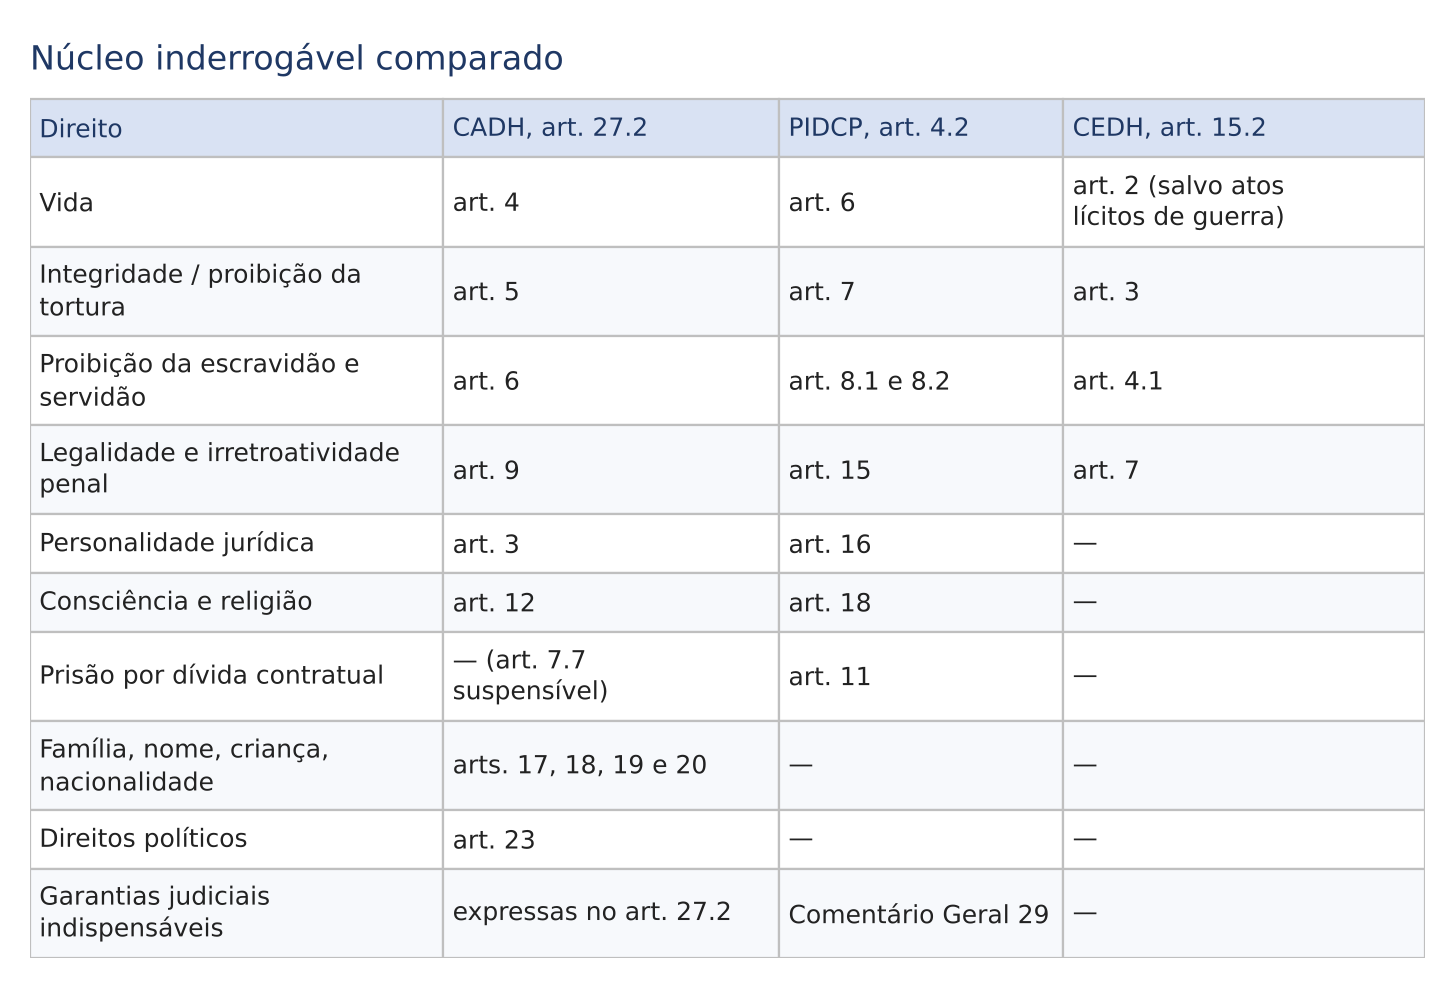 Núcleo inderrogável comparado
Direito
CADH, art. 27.2
PIDCP, art. 4.2
CEDH, art. 15.2
Vida
art. 4
art. 6
art. 2 (salvo atos
lícitos de guerra)
Integridade / proibição da
tortura
art. 5
art. 7
art. 3
Proibição da escravidão e
servidão
art. 6
art. 8.1 e 8.2
art. 4.1
Legalidade e irretroatividade
penal
art. 9
art. 15
art. 7
Personalidade jurídica
art. 3
art. 16
—
Consciência e religião
art. 12
art. 18
—
Prisão por dívida contratual
— (art. 7.7
suspensível)
art. 11
—
Família, nome, criança,
nacionalidade
arts. 17, 18, 19 e 20
—
—
Direitos políticos
art. 23
—
—
Garantias judiciais
indispensáveis
expressas no art. 27.2
Comentário Geral 29
—